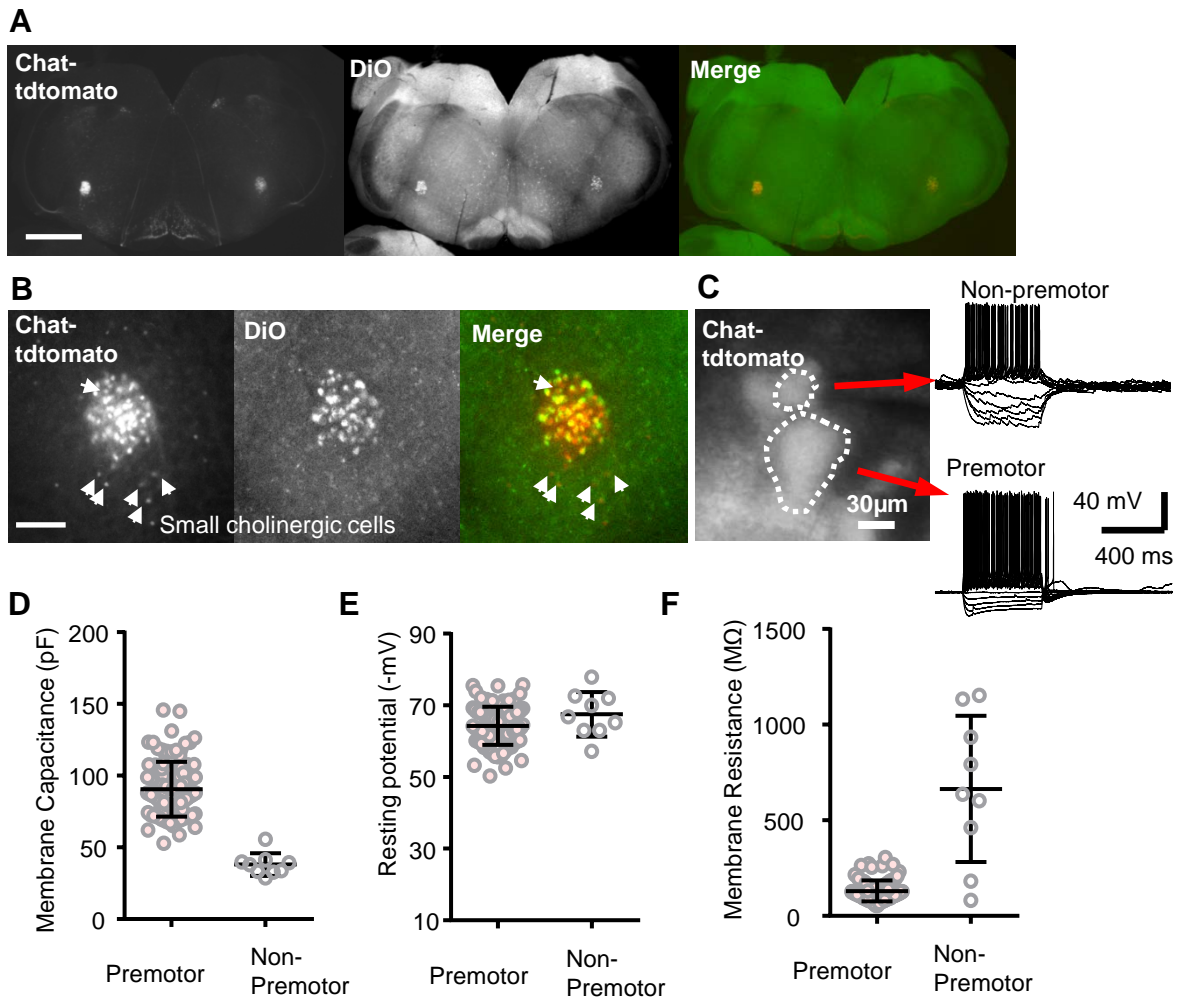 A
Chat-
tdtomato
DiO
Merge
B
Chat-
tdtomato
DiO
Merge
Small cholinergic cells
C
Chat-
tdtomato
30µm
Non-premotor
Premotor
40 mV
400 ms
D
Membrane Capacitance (pF)
200
150
100
50
0
Premotor
Non-
Premotor
E
Resting potential (-mV)
90
70
50
30
10
Premotor
Non-
Premotor
F
Membrane Resistance (MΩ)
1500
1000
500
0
Premotor
Non-
Premotor